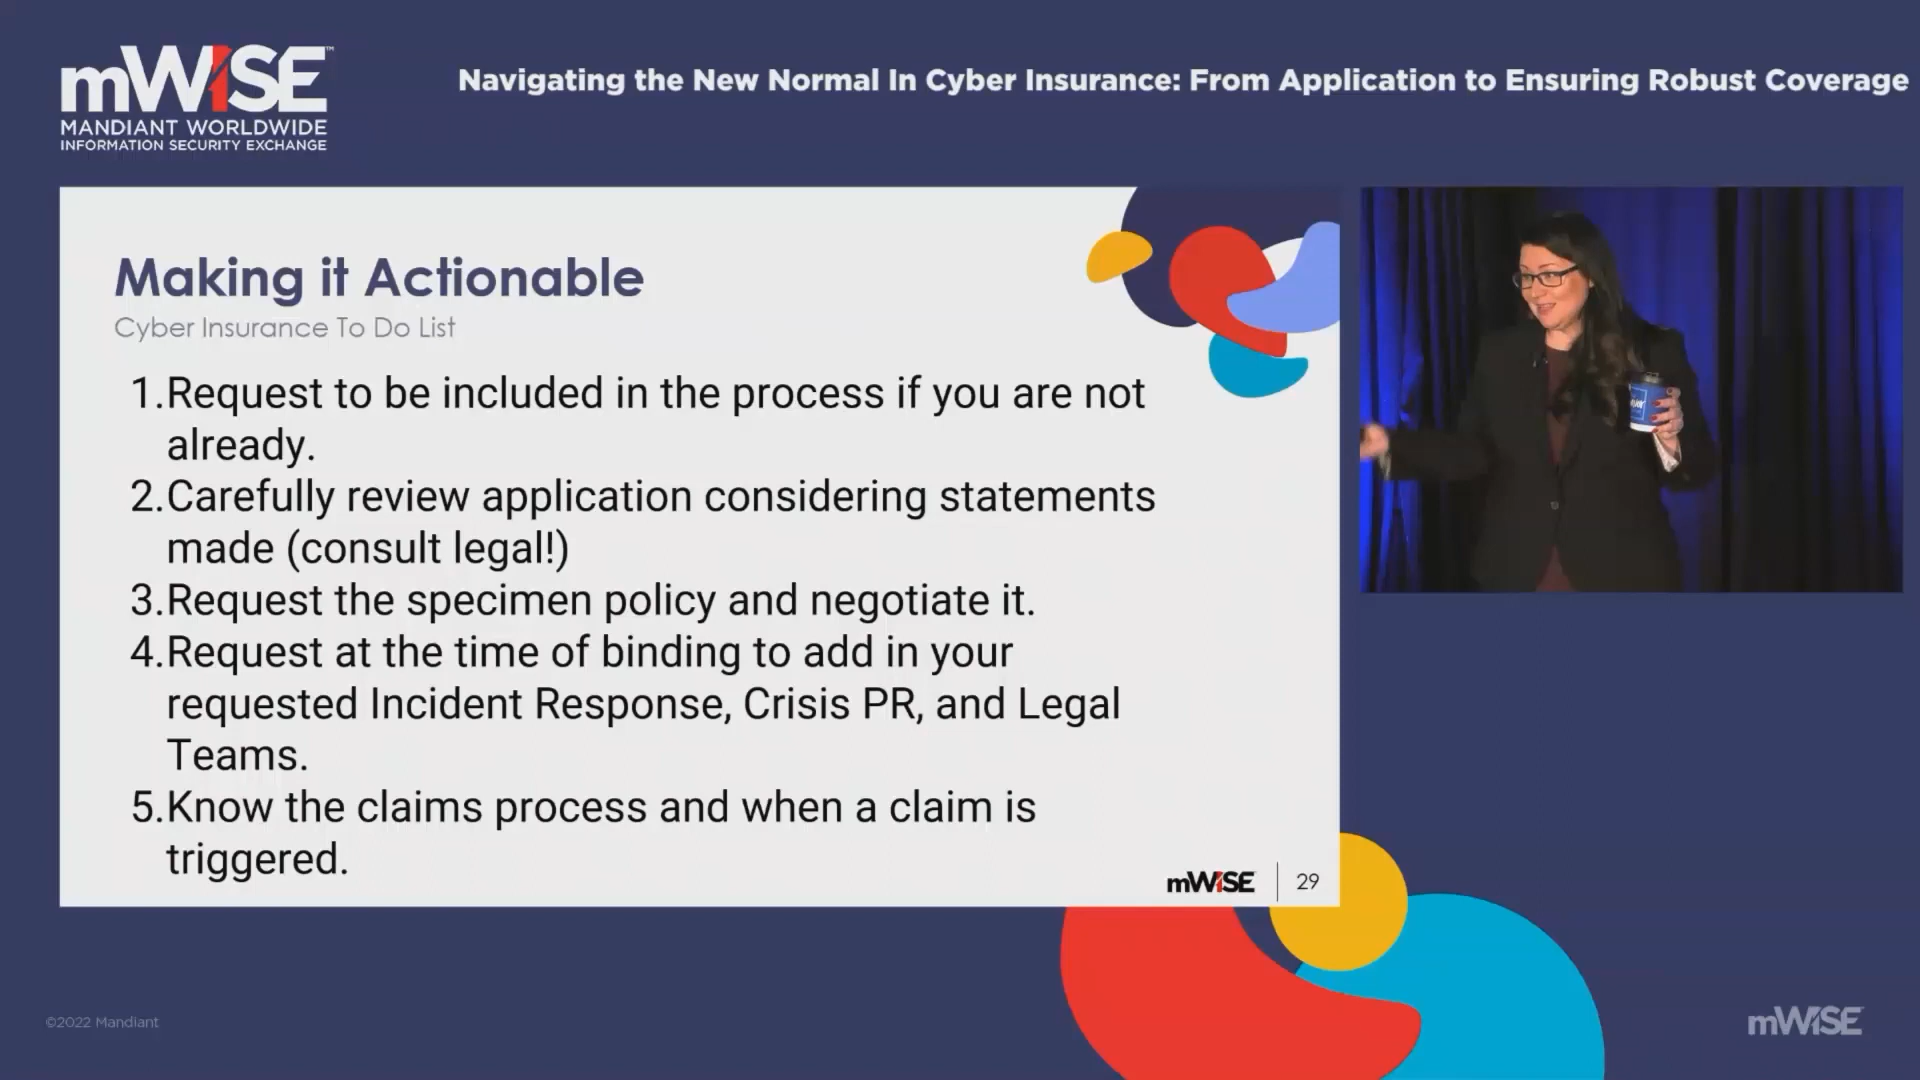 mWISE™
MANDIANT WORLDWIDE
INFORMATION SECURITY EXCHANGE
Navigating the New Normal In Cyber Insurance: From Application to Ensuring Robust Coverage
Making it Actionable
Cyber Insurance To Do List
1.Request to be included in the process if you are not
already.
2.Carefully review application considering statements
made (consult legal!)
3.Request the specimen policy and negotiate it.
4.Request at the time of binding to add in your
requested Incident Response, Crisis PR, and Legal
Teams.
5.Know the claims process and when a claim is
triggered.
mWISE
29
©2022 Mandiant
mWISE